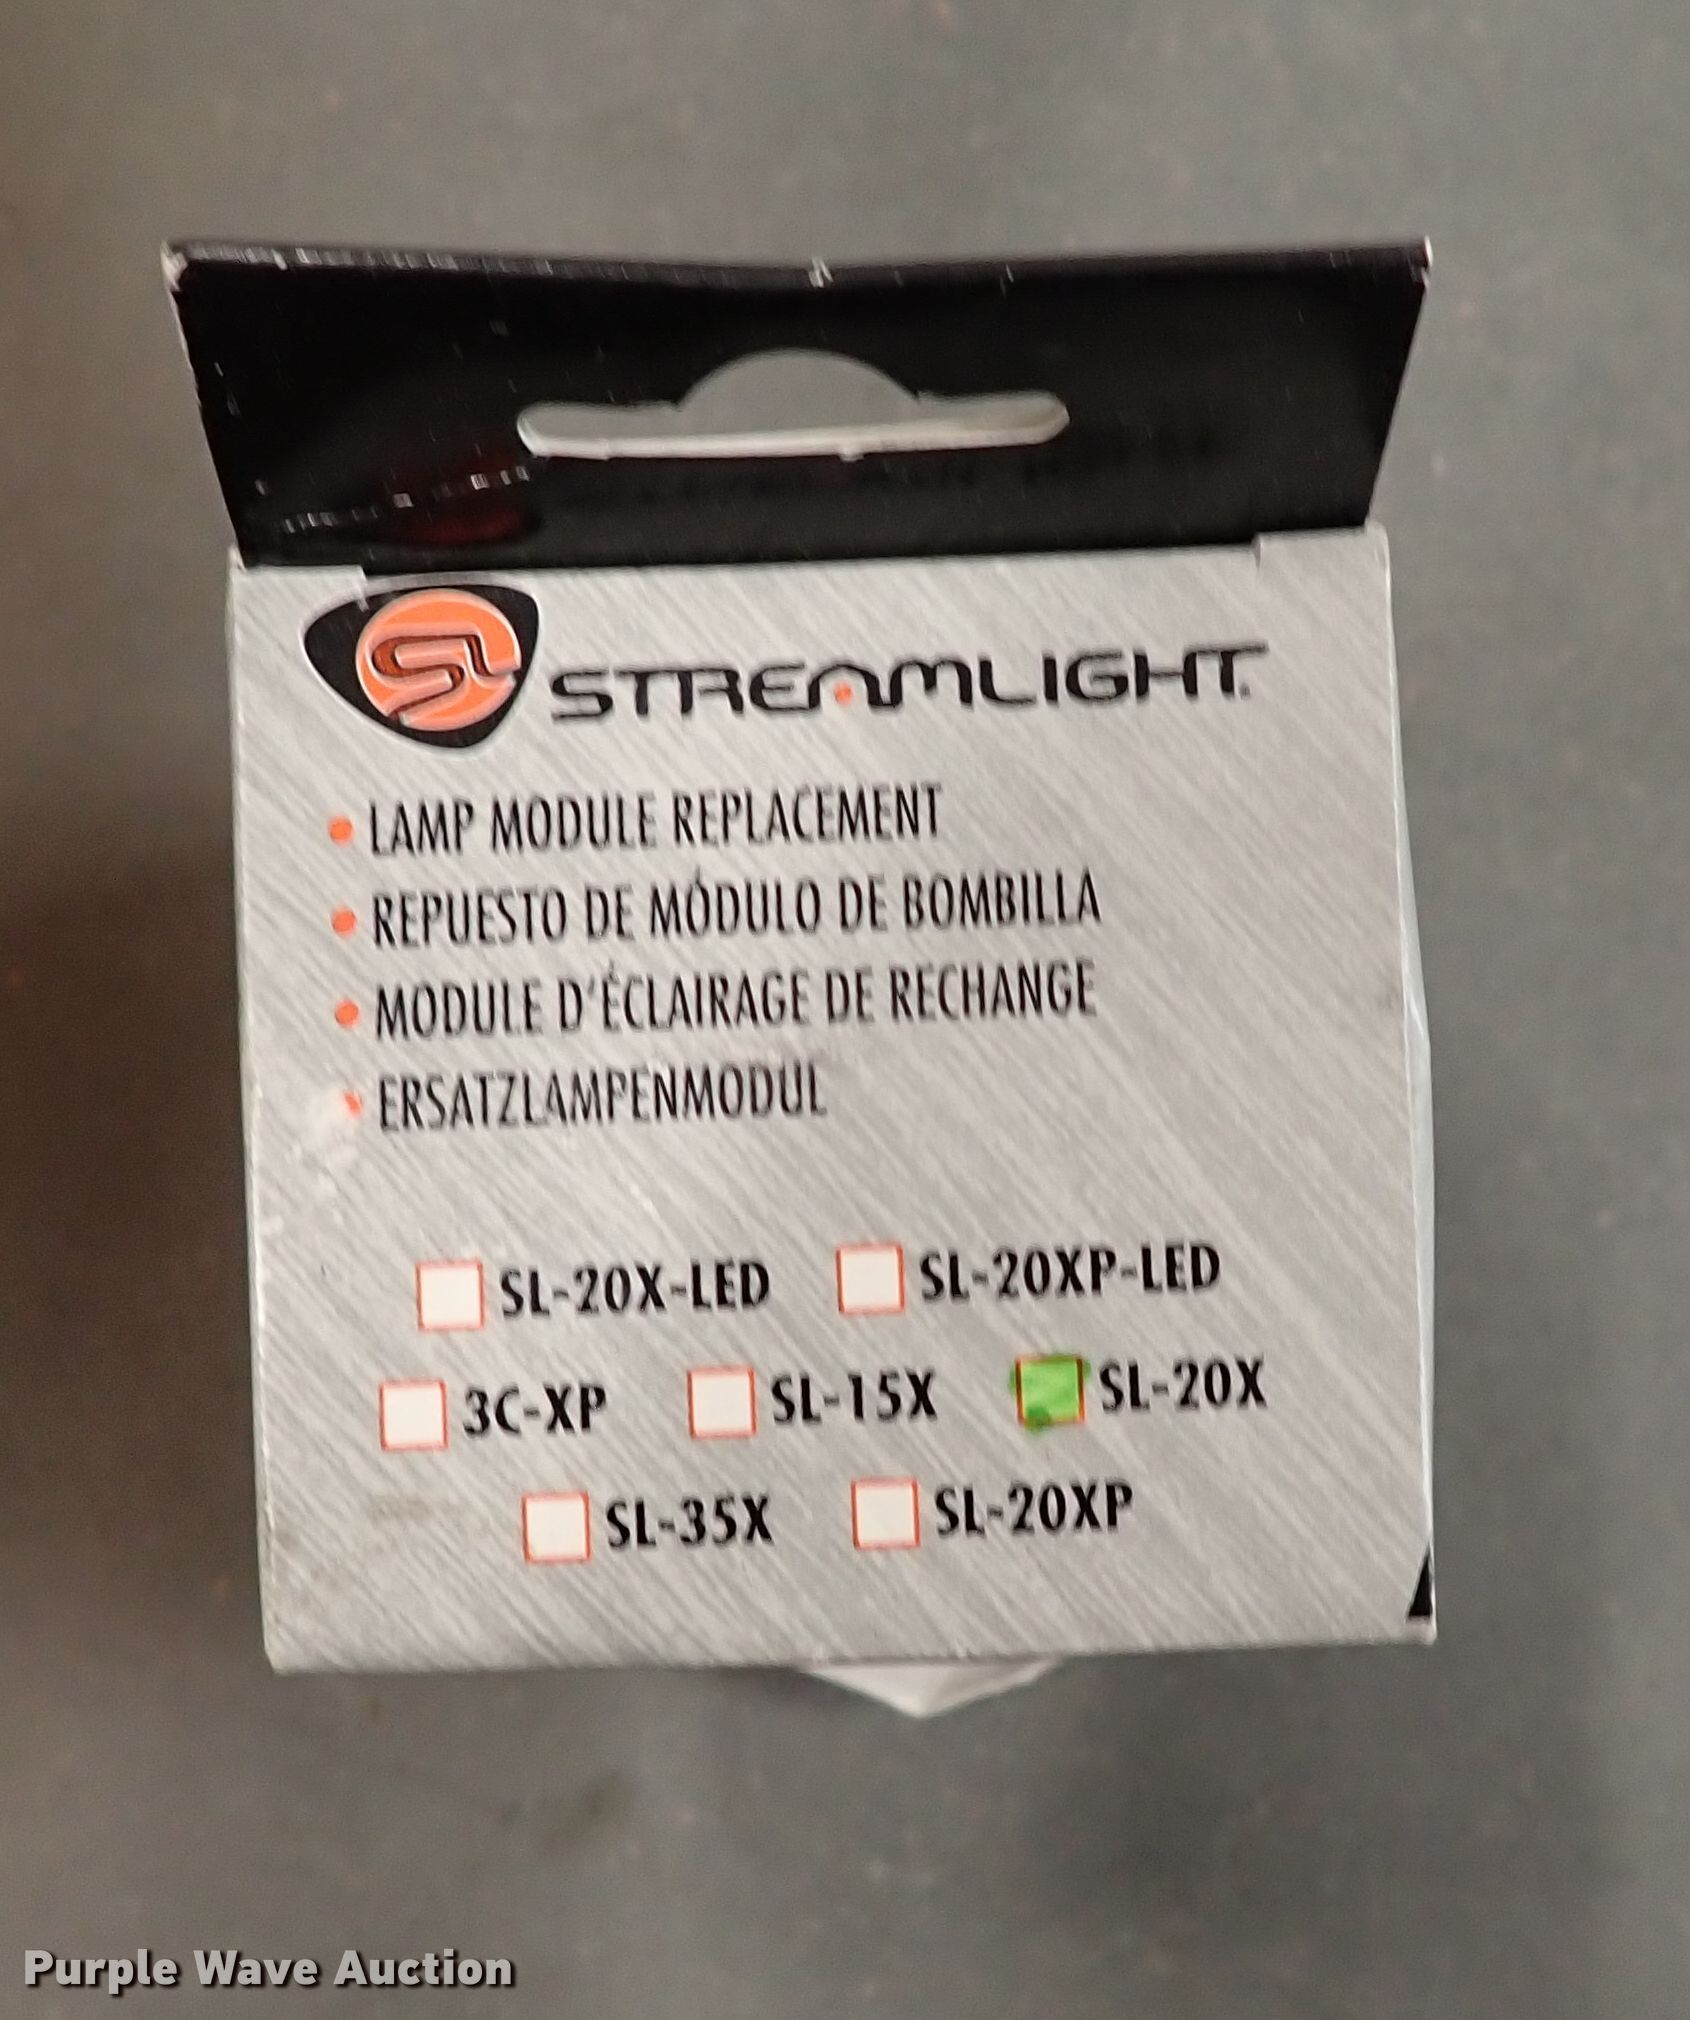 SL STREAMLIGHT
• LAMP MODULE REPLACEMENT
• REPUESTO DE MÓDULO DE BOMBILLA
• MODULE D'ÉCLAIRAGE DE RECHANGE
• ERSATZLAMPENMODUL
SL-20X-LED SL-20XP-LED
3C-XP SL-15X SL-20X
SL-35X SL-20XP
Purple Wave Auction